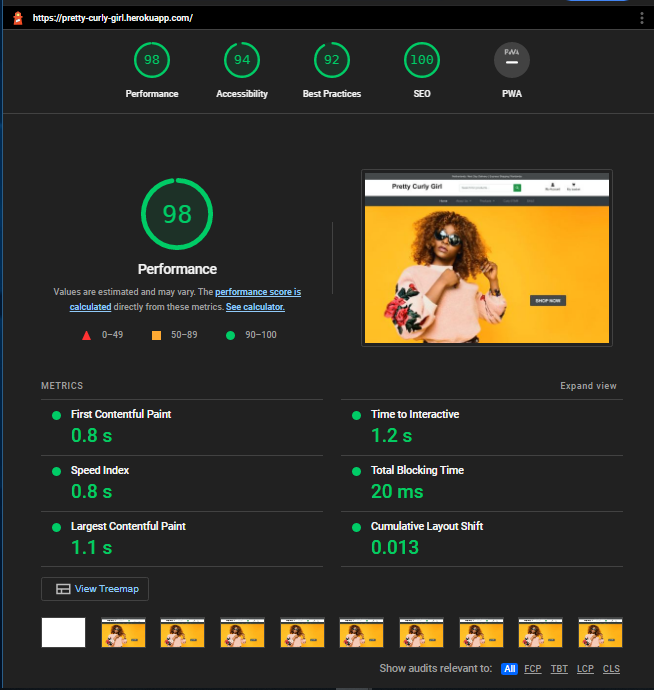 https://pretty-curly-girl.herokuapp.com/
98 94 92 100 PWA
Performance Accessibility Best Practices SEO PWA
98
Performance
Values are estimated and may vary. The performance score is
calculated directly from these metrics. See calculator.
0–49 50–89 90–100
Pretty Curly Girl
SHOP NOW
METRICS Expand view
First Contentful Paint
0.8 s
Time to Interactive
1.2 s
Speed Index
0.8 s
Total Blocking Time
20 ms
Largest Contentful Paint
1.1 s
Cumulative Layout Shift
0.013
View Treemap
Show audits relevant to: All FCP TBT LCP CLS